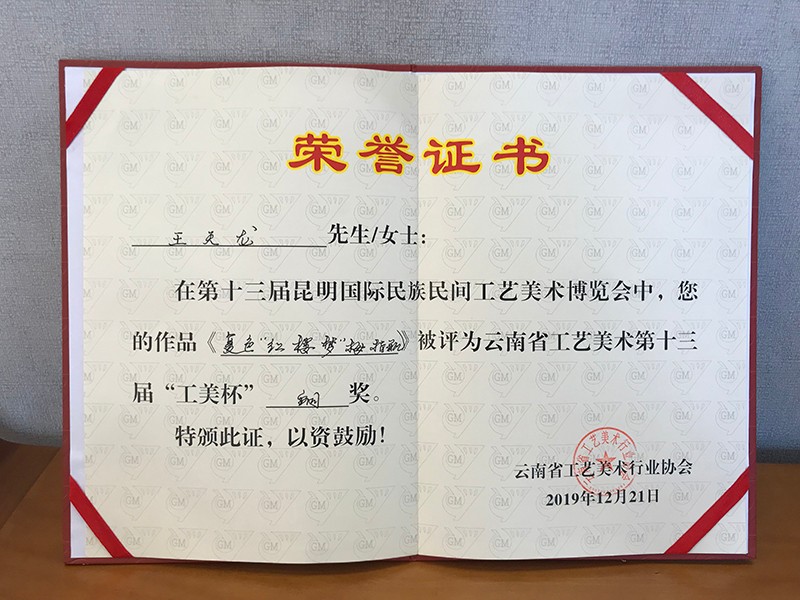 荣誉证书
王天龙 先生/女士：
在第十三届昆明国际民族民间工艺美术博览会中，您
的作品《复色“红楼梦”梅瓶》被评为云南省工艺美术第十三
届“工美杯” 铜 奖。
特颁此证，以资鼓励！
云南省工艺美术行业协会
2019年12月21日
GM